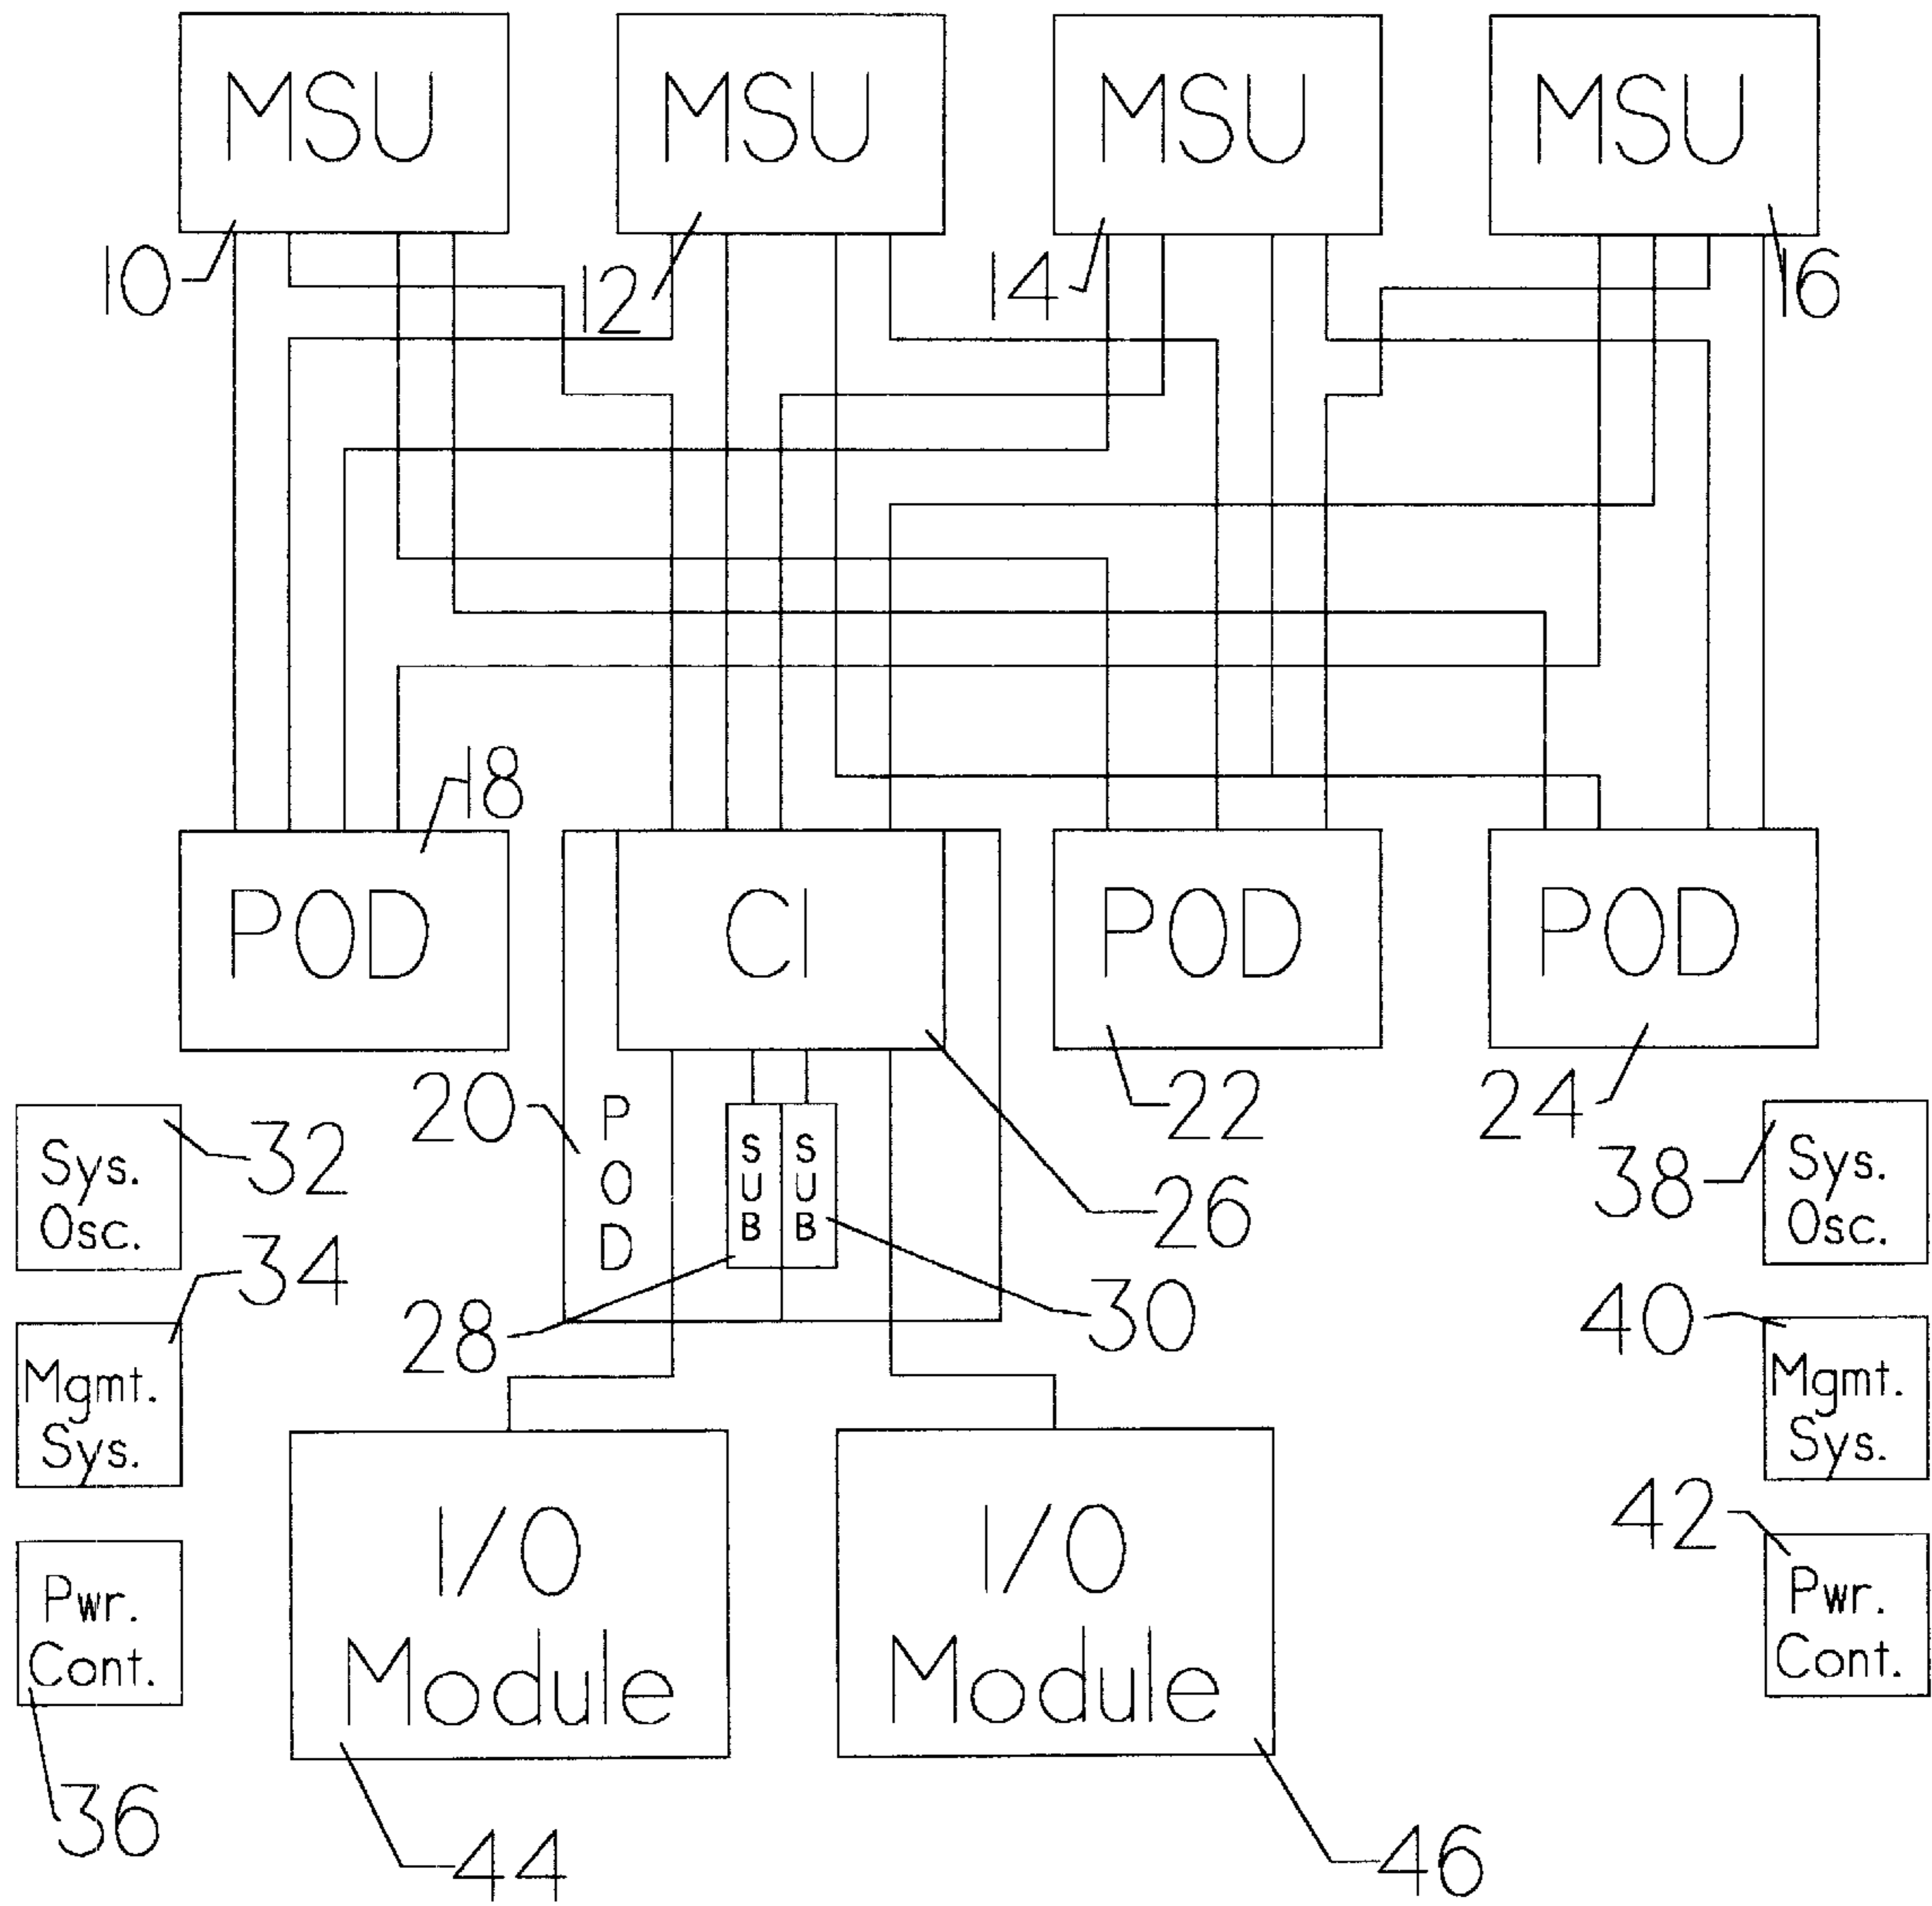 MSU MSU MSU MSU
10 12 14 16
18
POD CI POD POD
20 22 24
POD
SUB SUB
Sys.
Osc.
32
26
38
Sys.
Osc.
34
28
30
40
Mgmt.
Sys.
Mgmt.
Sys.
42
I/O
Module
I/O
Module
Pwr.
Cont.
Pwr.
Cont.
36
44
46